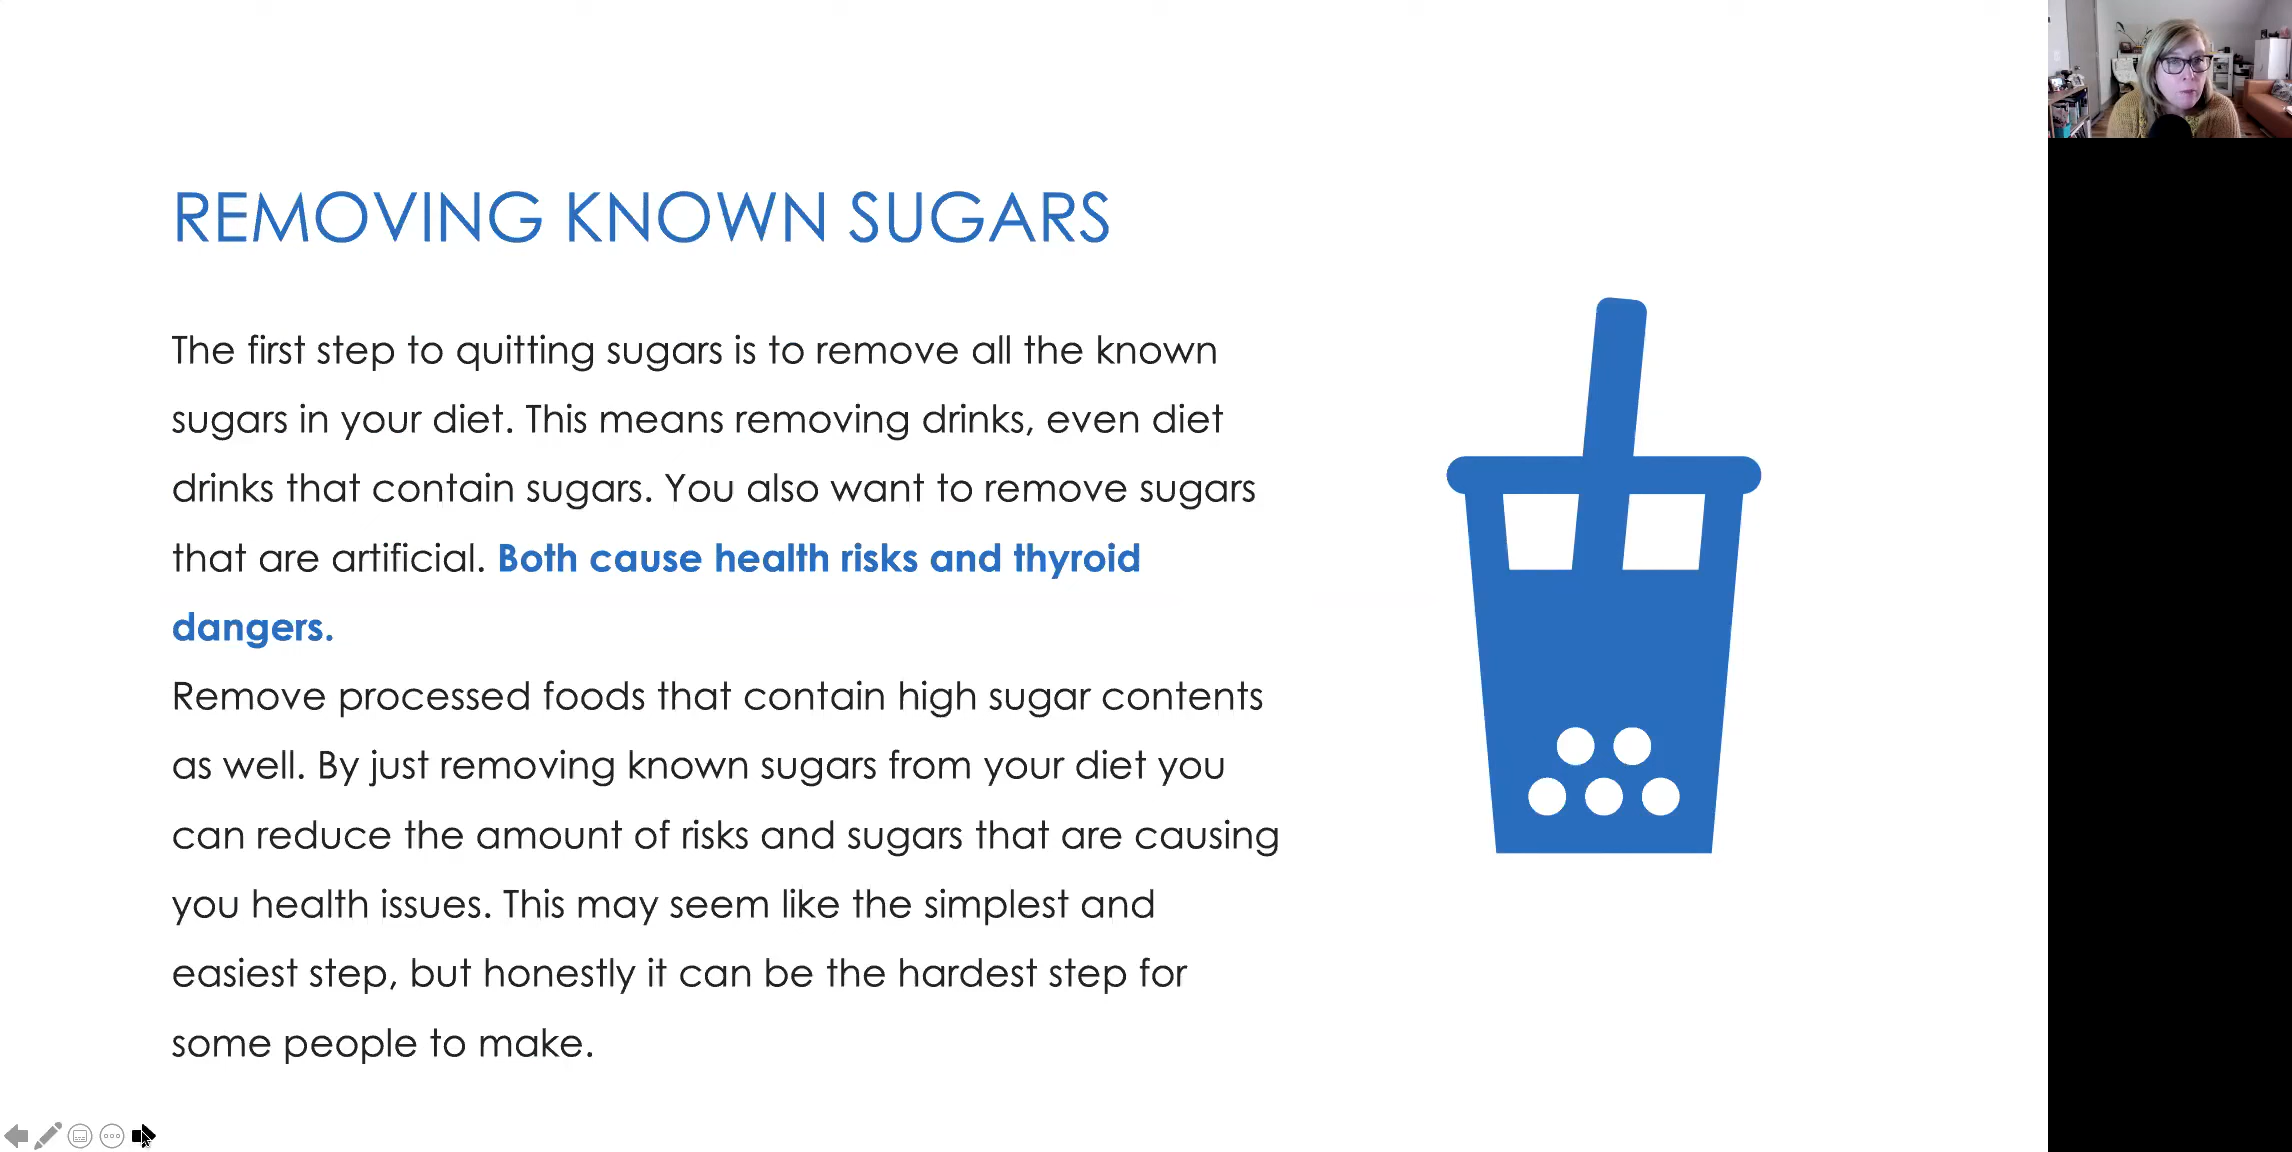 REMOVING KNOWN SUGARS
The first step to quitting sugars is to remove all the known
sugars in your diet. This means removing drinks, even diet
drinks that contain sugars. You also want to remove sugars
that are artificial. Both cause health risks and thyroid
dangers.
Remove processed foods that contain high sugar contents
as well. By just removing known sugars from your diet you
can reduce the amount of risks and sugars that are causing
you health issues. This may seem like the simplest and
easiest step, but honestly it can be the hardest step for
some people to make.